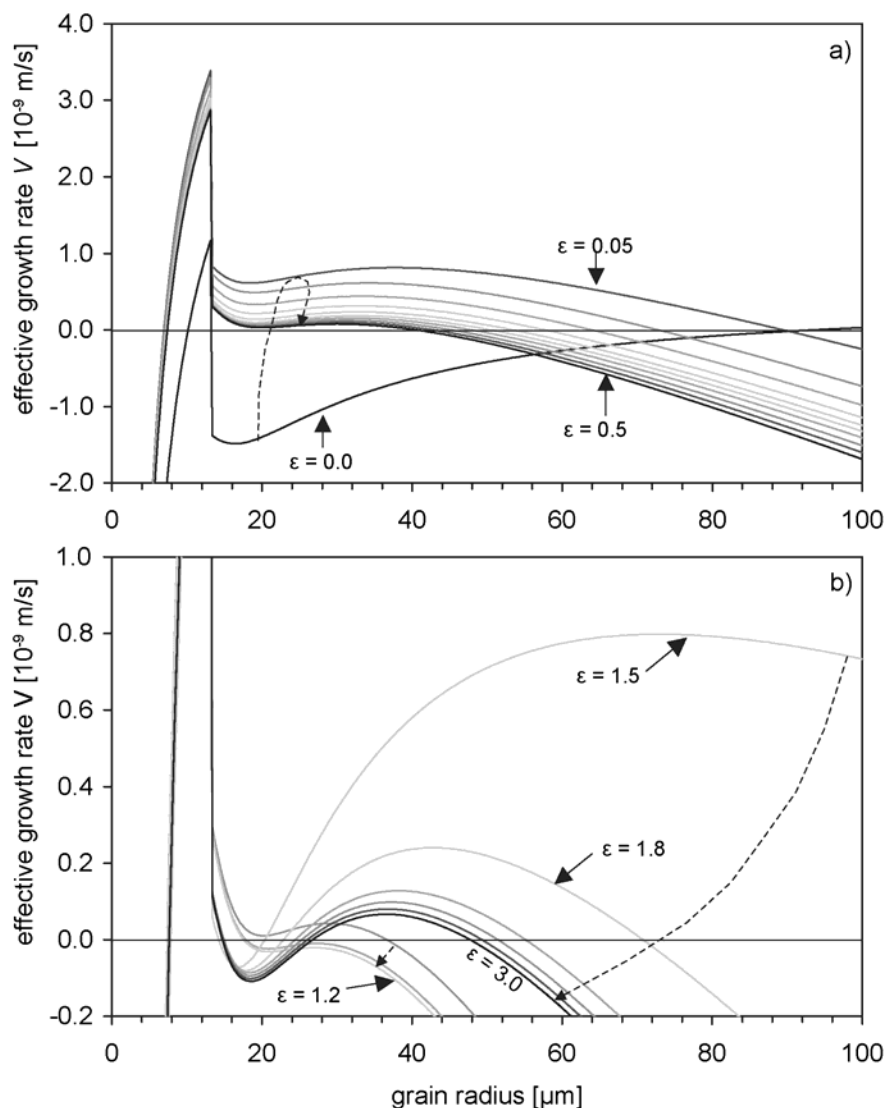 a)
effective growth rate V [10⁻⁹ m/s]
4.0
3.0
2.0
1.0
0.0
-1.0
-2.0
ε = 0.05
ε = 0.5
ε = 0.0
0 20 40 60 80 100
b)
effective growth rate V [10⁻⁹ m/s]
1.0
0.8
0.6
0.4
0.2
0.0
-0.2
ε = 1.5
ε = 1.8
ε = 1.2
ε = 3.0
0 20 40 60 80 100
grain radius [µm]